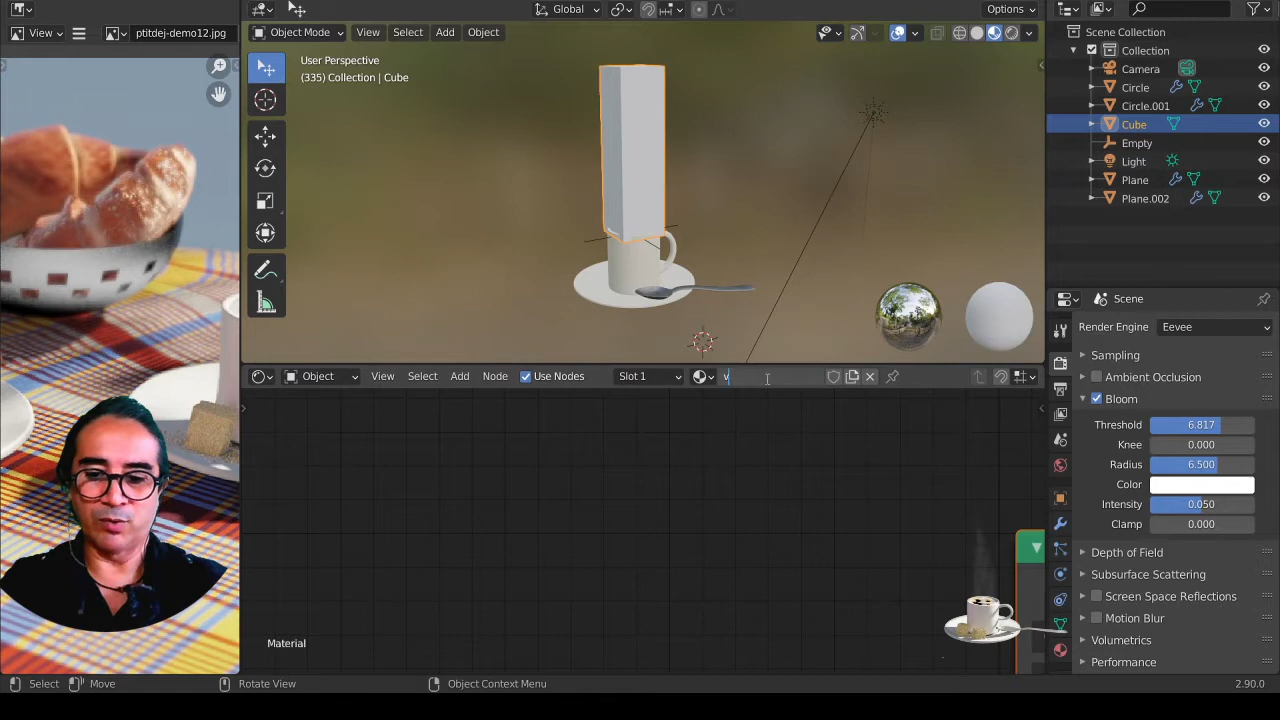 Global
Options
View
ptitdej-demo12.jpg
Object Mode
View
Select
Add
Object
User Perspective
(335) Collection | Cube
Scene Collection
Collection
Camera
Circle
Circle.001
Cube
Empty
Light
Plane
Plane.002
Scene
Render Engine
Eevee
Sampling
Ambient Occlusion
Bloom
Threshold 6.817
Knee 0.000
Radius 6.500
Color
Intensity 0.050
Clamp 0.000
Depth of Field
Subsurface Scattering
Screen Space Reflections
Motion Blur
Volumetrics
Performance
Object
View
Select
Add
Node
Use Nodes
Slot 1
v
Material
Select
Move
Rotate View
Object Context Menu
2.90.0